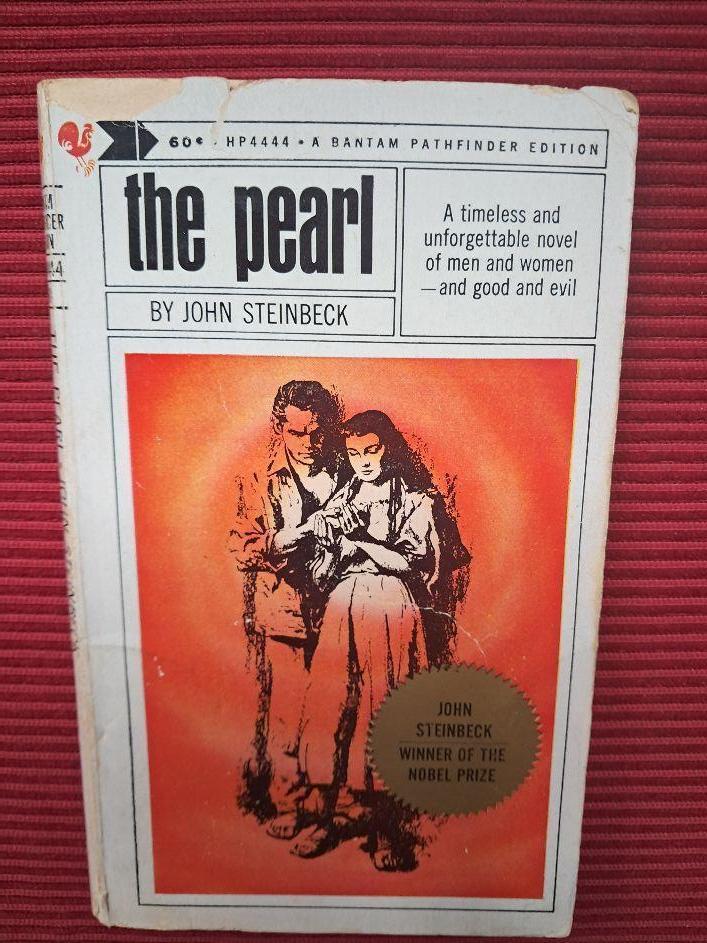 60¢ • HP4444 • A BANTAM PATHFINDER EDITION
the pearl
BY JOHN STEINBECK
A timeless and
unforgettable novel
of men and women
—and good and evil
JOHN
STEINBECK
WINNER OF THE
NOBEL PRIZE